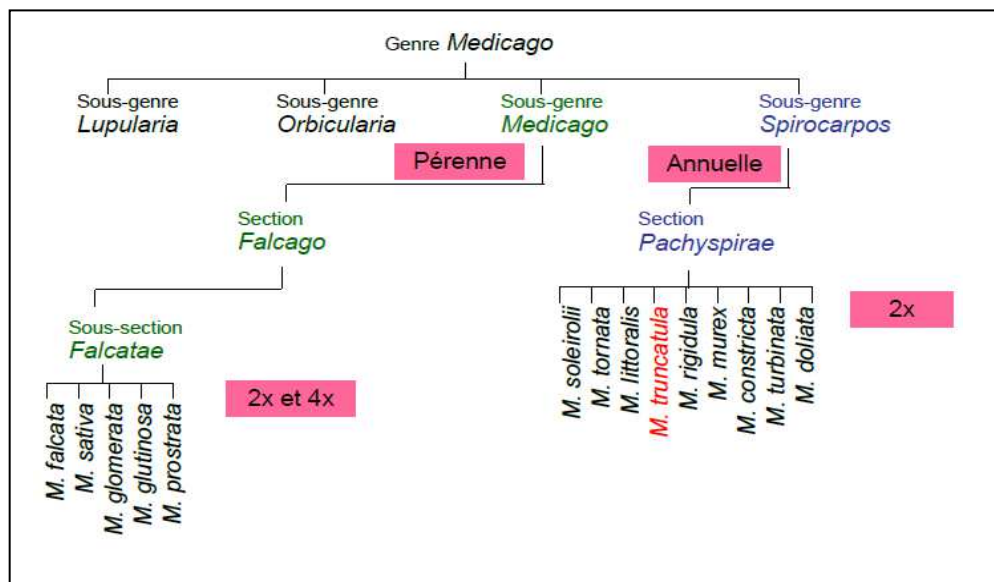 Genre Medicago
Sous-genre
Lupularia
Sous-genre
Orbicularia
Sous-genre
Medicago
Sous-genre
Spirocarpos
Pérenne
Annuelle
Section
Falcago
Section
Pachyspirae
Sous-section
Falcatae
M. falcata
M. sativa
M. glomerata
M. glutinosa
M. prostrata
2x et 4x
M. soleirolii
M. tornata
M. littoralis
M. truncatula
M. rigidula
M. murex
M. constricta
M. turbinata
M. doliata
2x